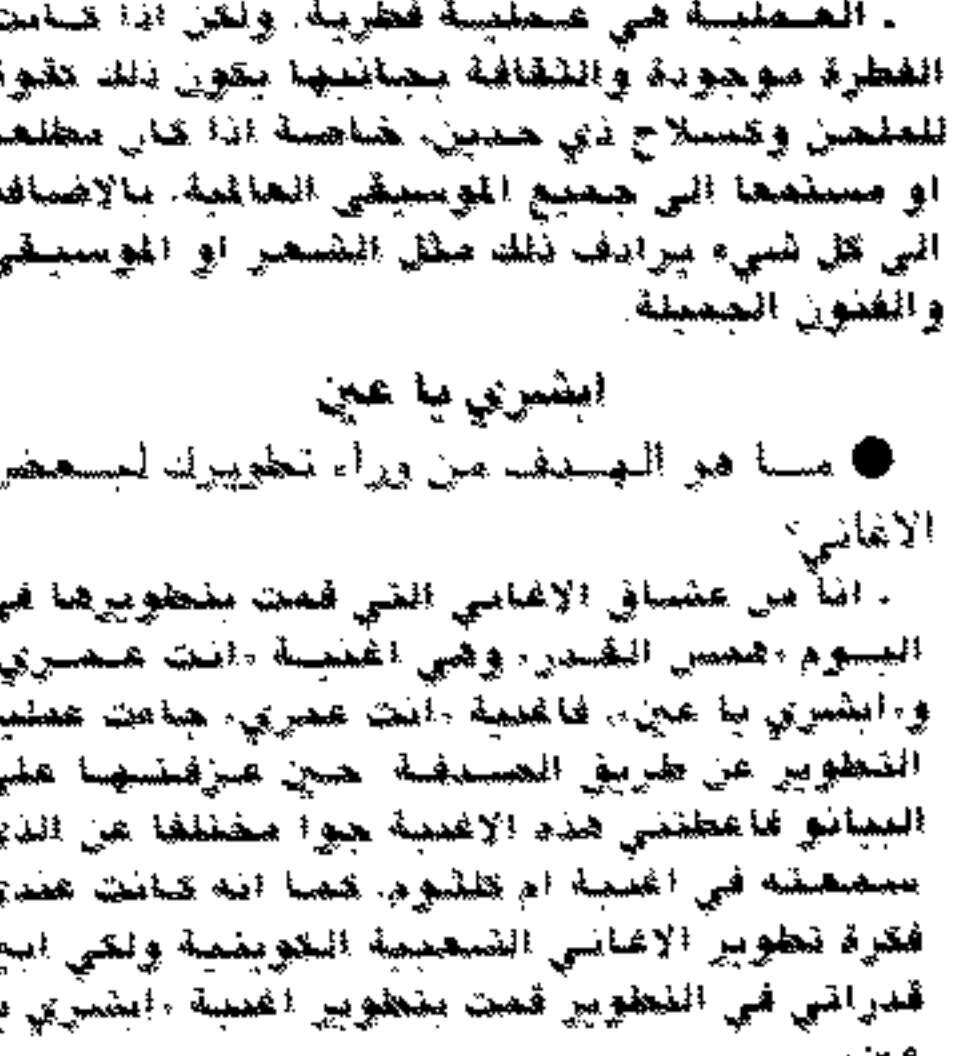 . العملية هي عملية فطرية. ولكن اذا كانت
الفطرة موجودة والثقافة بجانبها يكون ذلك كقوة
للملحن وكسلاح ذي حدين. خاصة اذا كان مطلعا
او مستمعا الى جميع الموسيقى العالمية. بالإضافة
الى كل شيء يرادف ذلك مثل الشعر او الموسيقى
والفنون الجميلة.
ابشري يا عين
● ما هو الهدف من وراء تطويرك لبعض
الاغاني؟
. انا من عشاق الاغاني التي قمت بتطويرها في
البوم «همس القدر» وهي اغنية «انت عمري»
و«ابشري يا عين». فاغنية «انت عمري» جاءت عملية
التطوير عن طريق الصدفة حين عزفتها على
البيانو فاعطتني هذه الاغنية جوا مختلفا عن الذي
سمعته في اغنية ام كلثوم. كما انه كانت عندي
فكرة تطوير الاغاني الشعبية الكويتية ولكي
قدراتي في التطوير قمت بتطوير اغنية «ابشري يا
عين»